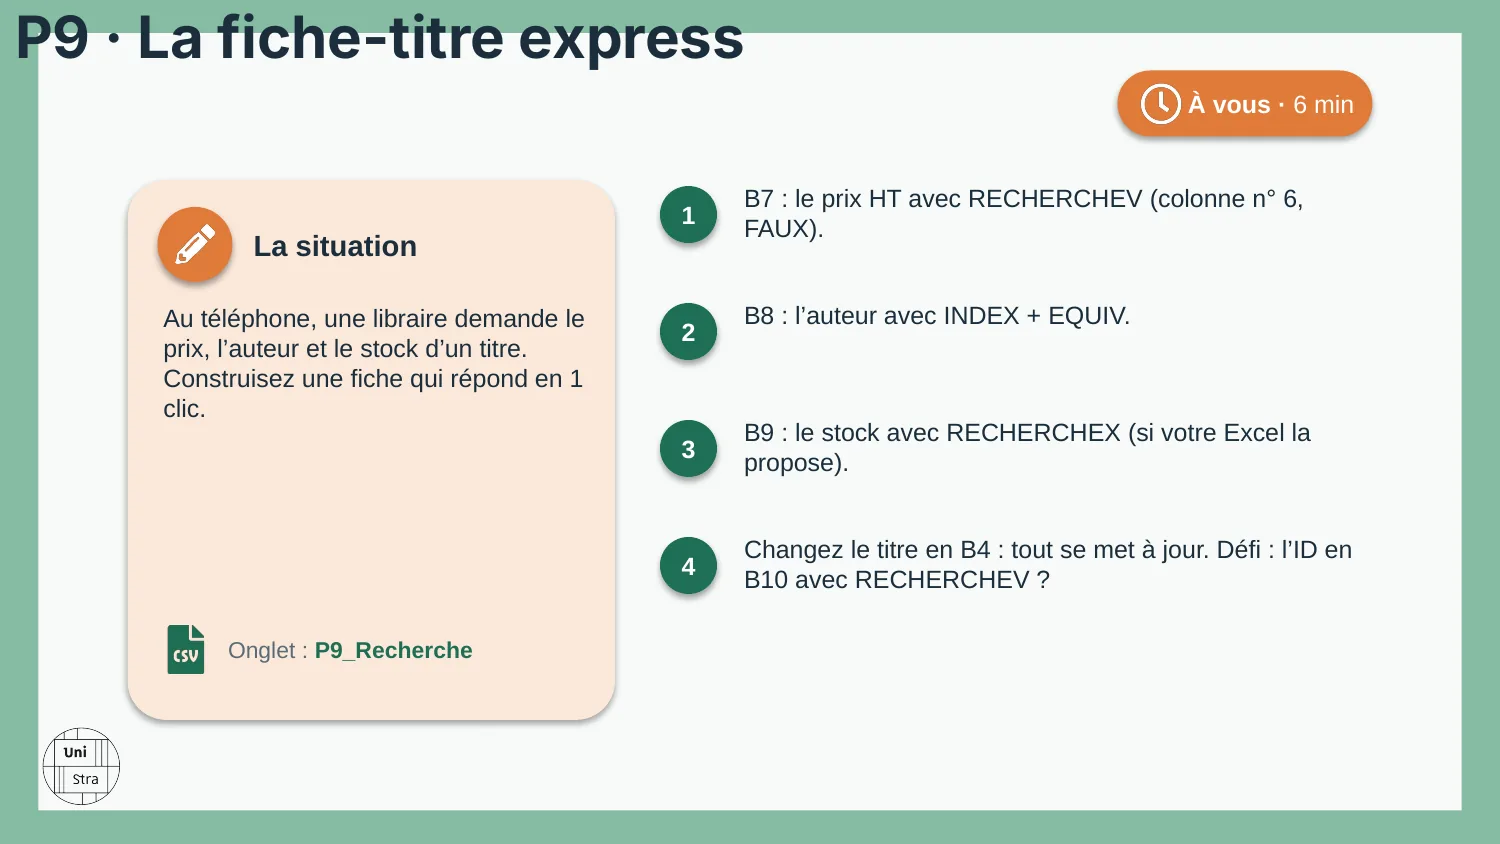 P9 · La fiche-titre express
À vous · 6 min
La situation
Au téléphone, une libraire demande le
prix, l’auteur et le stock d’un titre.
Construisez une fiche qui répond en 1
clic.
CSV
Onglet : P9_Recherche
1
B7 : le prix HT avec RECHERCHEV (colonne n° 6,
FAUX).
2
B8 : l’auteur avec INDEX + EQUIV.
3
B9 : le stock avec RECHERCHEX (si votre Excel la
propose).
4
Changez le titre en B4 : tout se met à jour. Défi : l’ID en
B10 avec RECHERCHEV ?
Uni
Stra